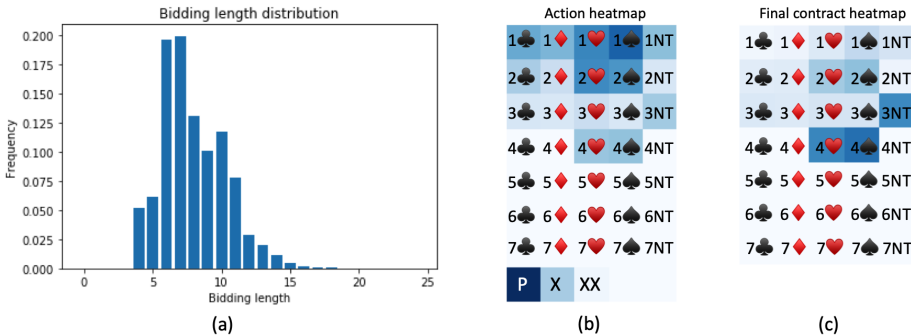 Bidding length distribution
0.200
0.175
0.150
0.125
0.100
0.075
0.050
0.025
0.000
Frequency
0 5 10 15 20 25
Bidding length
(a)
Action heatmap
1♣ 1♦ 1♥ 1♠ 1NT
2♣ 2♦ 2♥ 2♠ 2NT
3♣ 3♦ 3♥ 3♠ 3NT
4♣ 4♦ 4♥ 4♠ 4NT
5♣ 5♦ 5♥ 5♠ 5NT
6♣ 6♦ 6♥ 6♠ 6NT
7♣ 7♦ 7♥ 7♠ 7NT
P X XX
(b)
Final contract heatmap
1♣ 1♦ 1♥ 1♠ 1NT
2♣ 2♦ 2♥ 2♠ 2NT
3♣ 3♦ 3♥ 3♠ 3NT
4♣ 4♦ 4♥ 4♠ 4NT
5♣ 5♦ 5♥ 5♠ 5NT
6♣ 6♦ 6♥ 6♠ 6NT
7♣ 7♦ 7♥ 7♠ 7NT
(c)